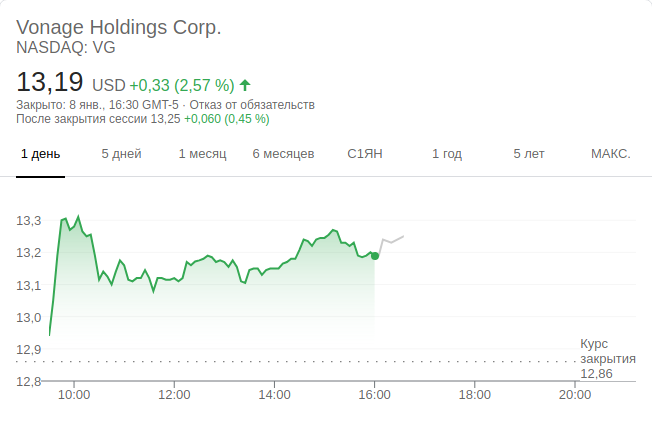 Vonage Holdings Corp.
NASDAQ: VG
13,19 USD +0,33 (2,57 %)
Закрыто: 8 янв., 16:30 GMT-5 · Отказ от обязательств
После закрытия сессии 13,25 +0,060 (0,45 %)
1 день 5 дней 1 месяц 6 месяцев С1ЯН 1 год 5 лет МАКС.
13,3
13,2
13,1
13,0
12,9
12,8
Курс
закрытия
12,86
10:00 12:00 14:00 16:00 18:00 20:00